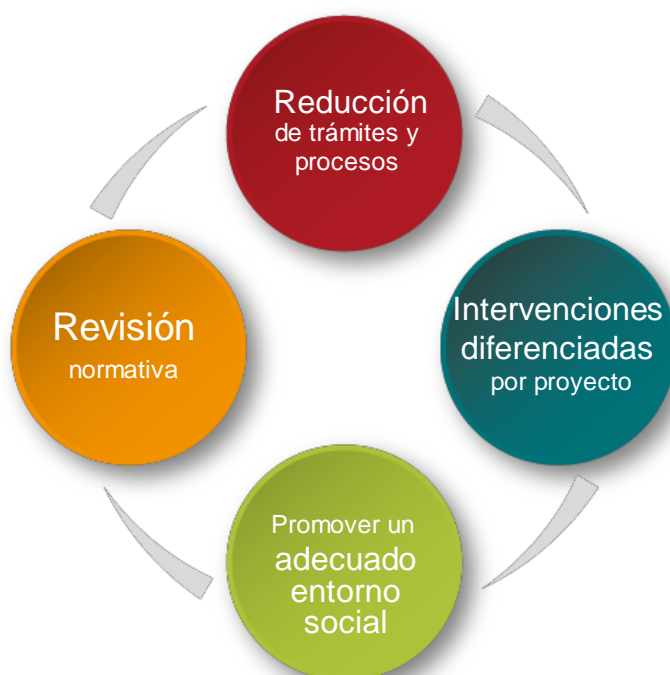 Reducción
de trámites y
procesos
Intervenciones
diferenciadas
por proyecto
Promover un
adecuado
entorno
social
Revisión
normativa